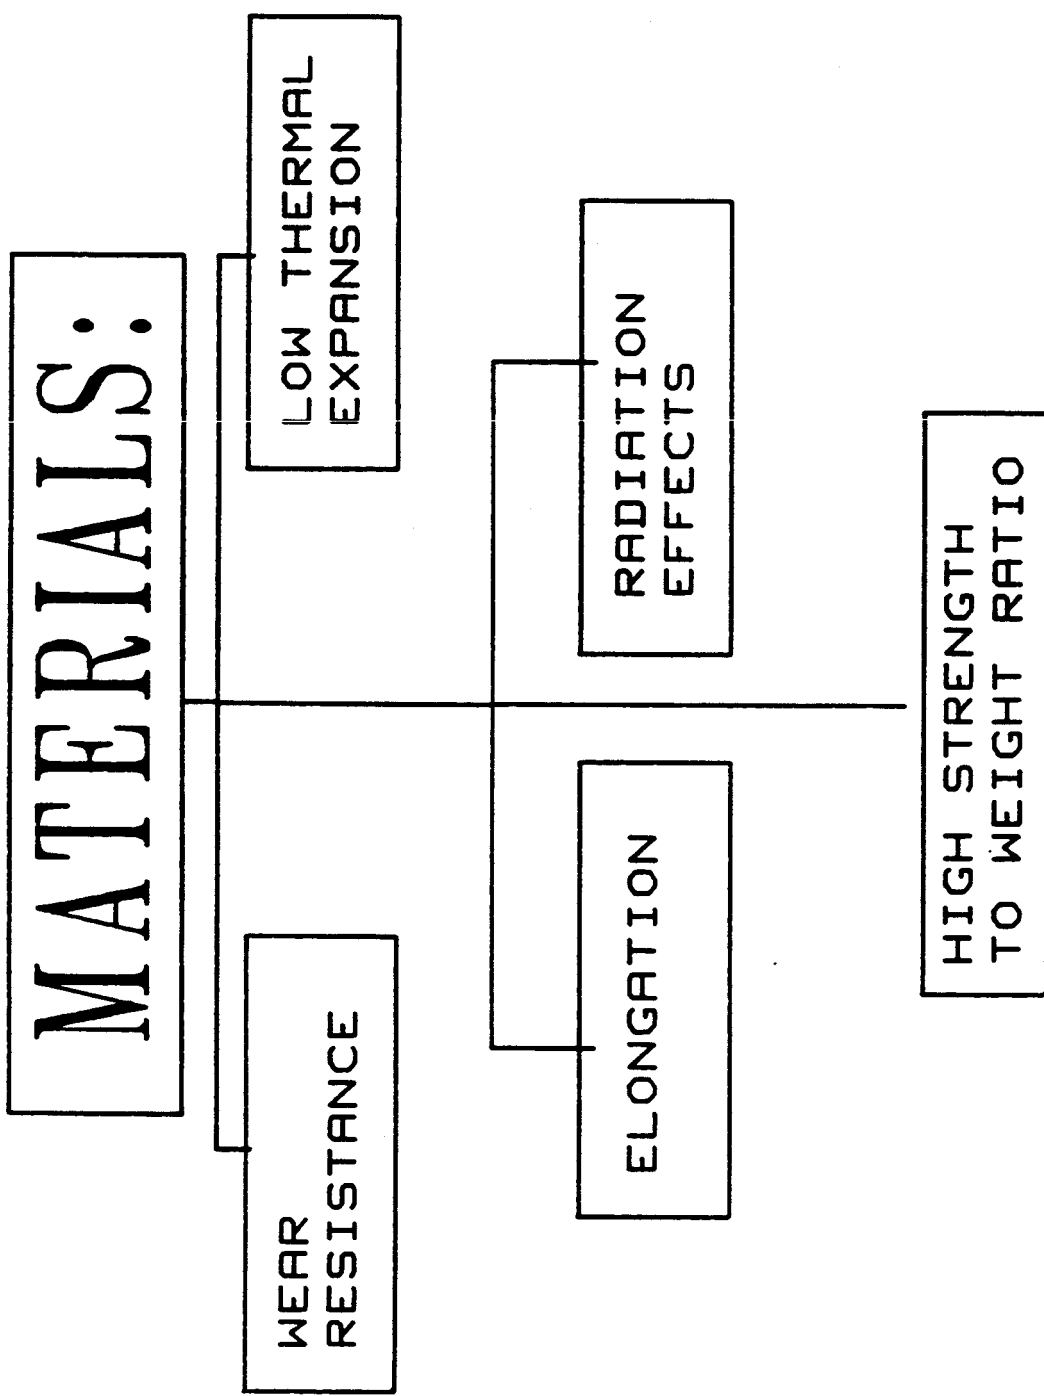 MATERIALS:
WEAR
RESISTANCE
LOW THERMAL
EXPANSION
ELONGATION
RADIATION
EFFECTS
HIGH STRENGTH
TO WEIGHT RATIO